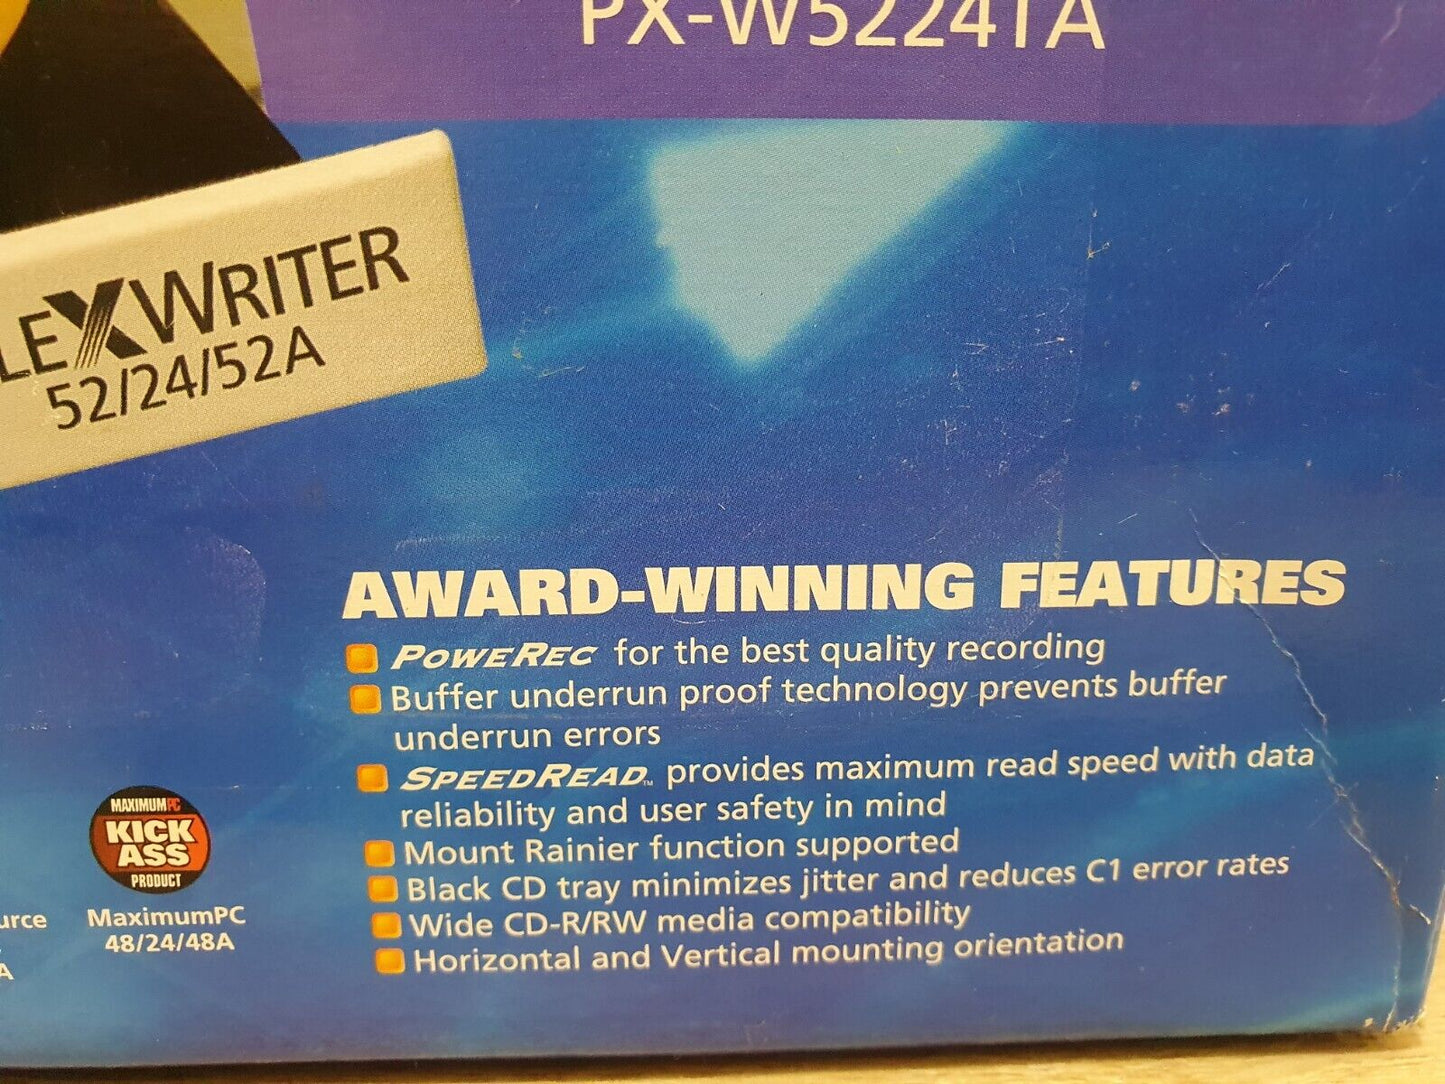 PX-W5224TA
LEXWRITER
52/24/52A
AWARD-WINNING FEATURES
POWEREC for the best quality recording
Buffer underrun proof technology prevents buffer
underrun errors
SPEEDREAD™ provides maximum read speed with data
reliability and user safety in mind
Mount Rainier function supported
Black CD tray minimizes jitter and reduces C1 error rates
Wide CD-R/RW media compatibility
Horizontal and Vertical mounting orientation
MAXIMUMPC
KICK
ASS
PRODUCT
MaximumPC
48/24/48A
urce
A